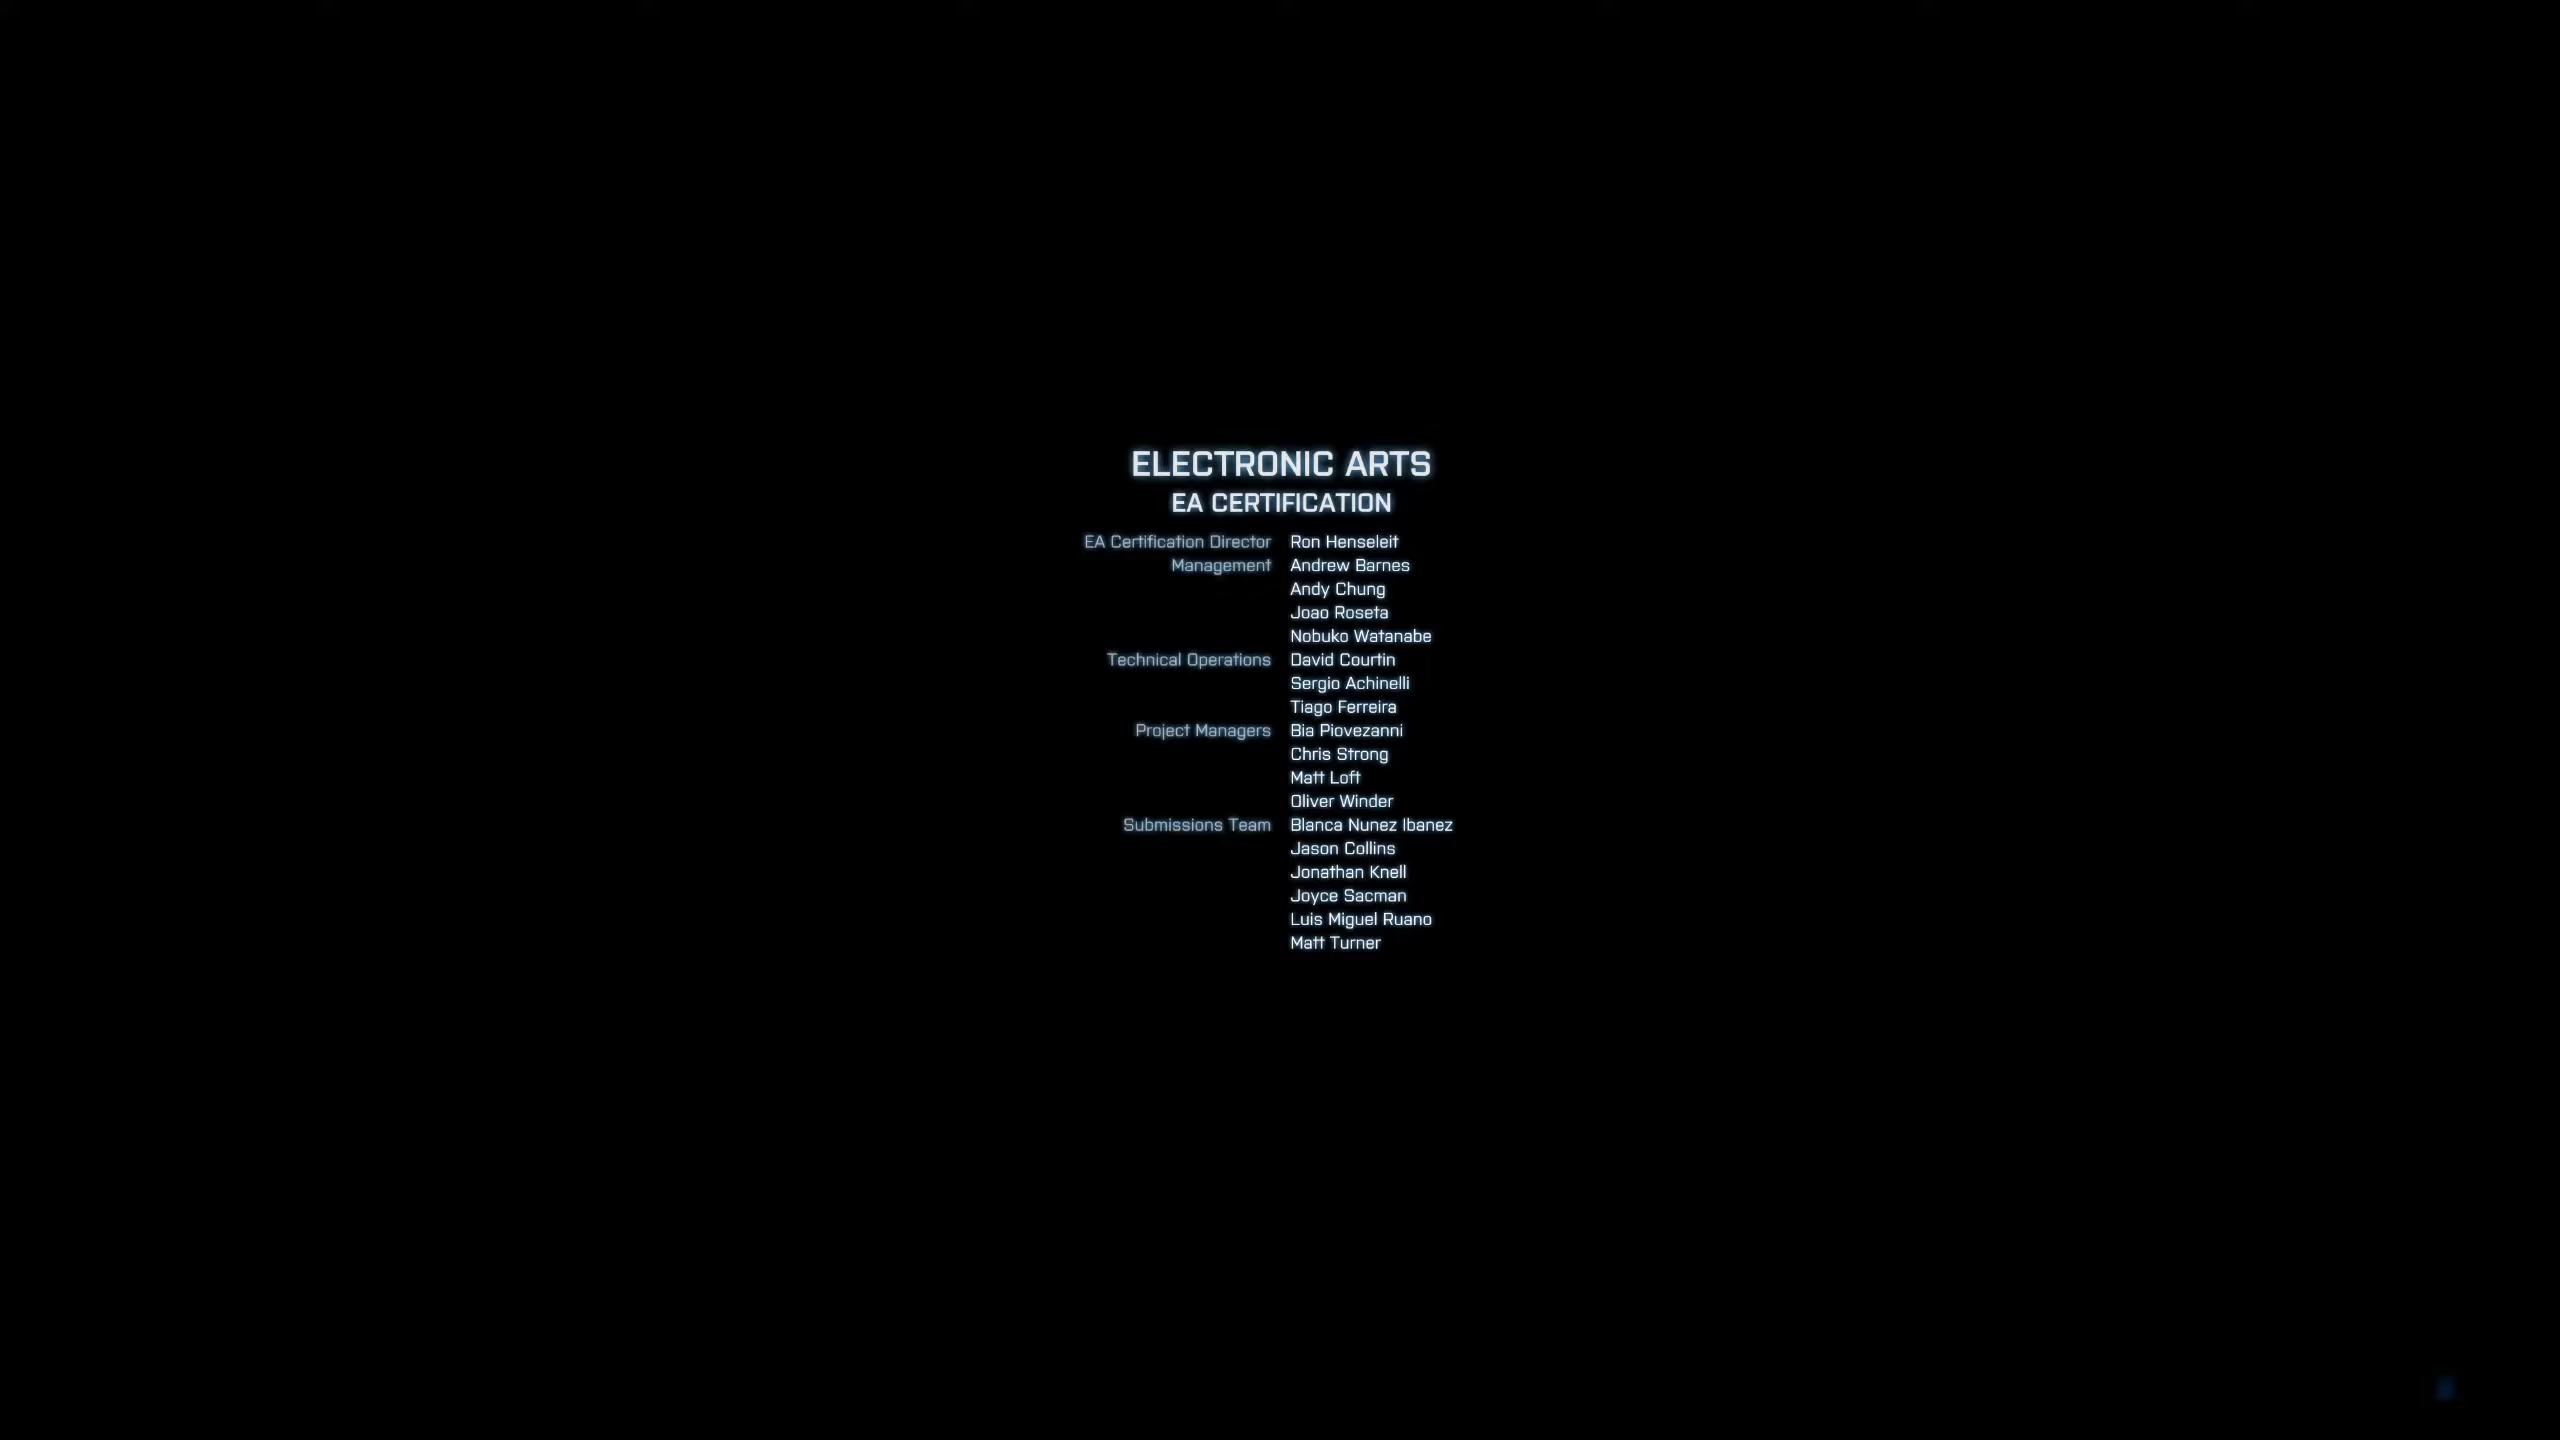 ELECTRONIC ARTS
EA CERTIFICATION
EA Certification Director Ron Henseleit
Management Andrew Barnes
Andy Chung
Joao Roseta
Nobuko Watanabe
Technical Operations David Courtin
Sergio Achinelli
Tiago Ferreira
Project Managers Bia Piovezanni
Chris Strong
Matt Loft
Oliver Winder
Submissions Team Blanca Nunez Ibanez
Jason Collins
Jonathan Knell
Joyce Sacman
Luis Miguel Ruano
Matt Turner